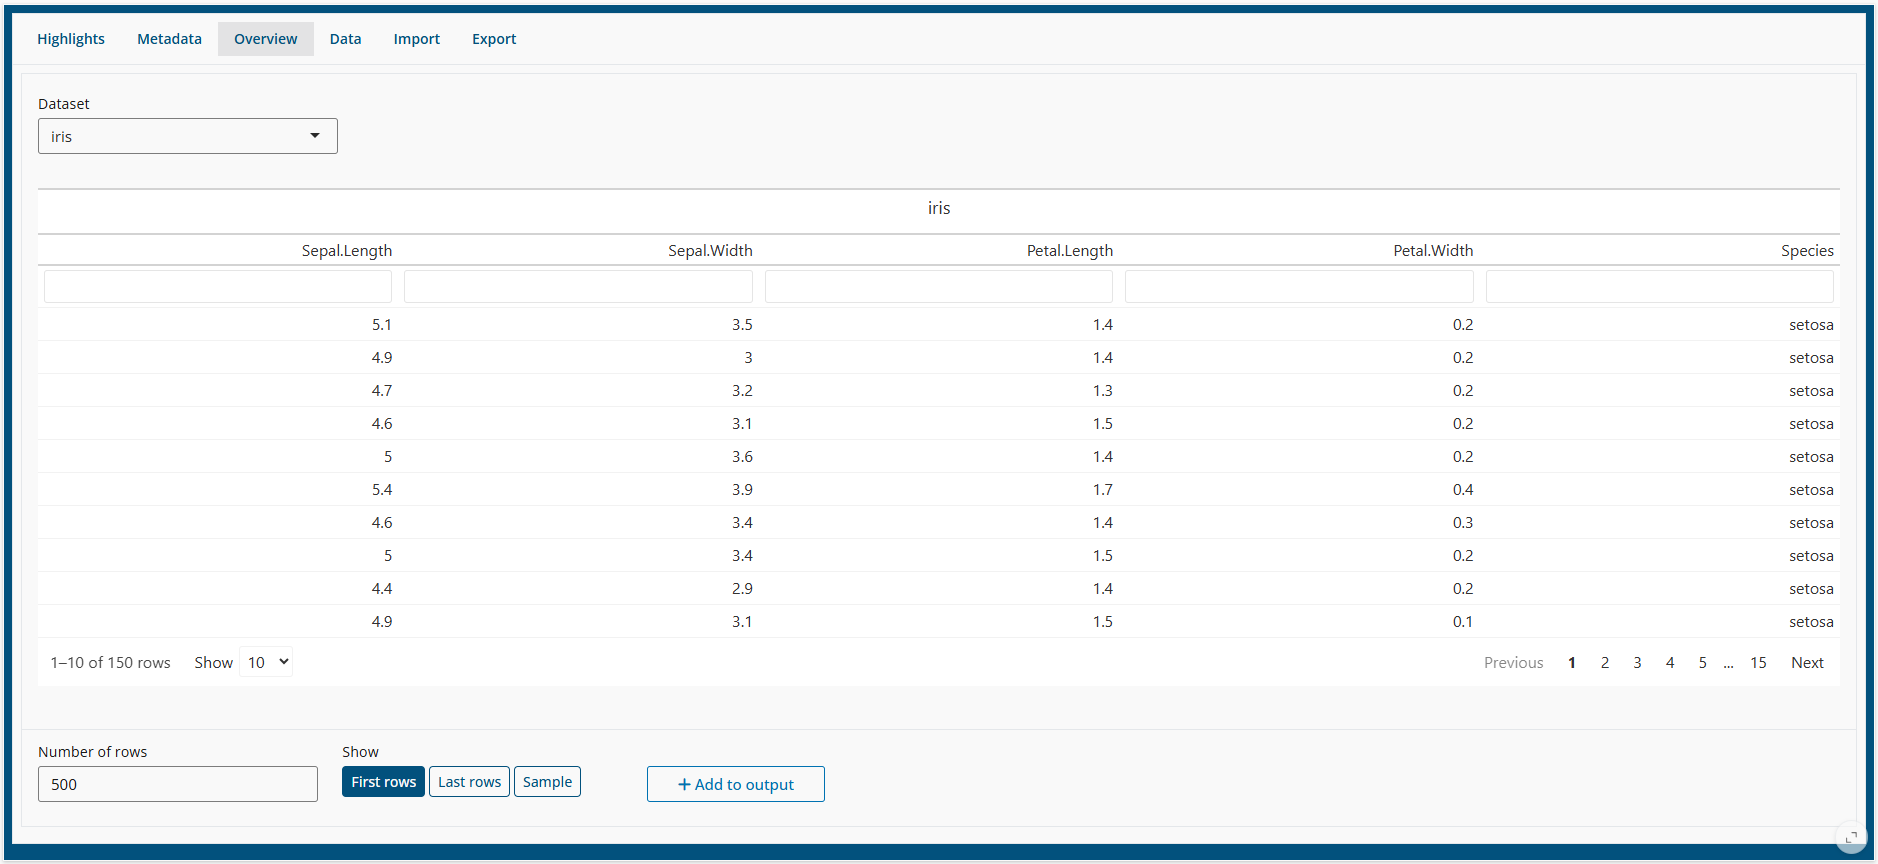 Highlights Metadata Overview Data Import Export
Dataset
iris
iris
Sepal.Length Sepal.Width Petal.Length Petal.Width Species
5.1 3.5 1.4 0.2 setosa
4.9 3 1.4 0.2 setosa
4.7 3.2 1.3 0.2 setosa
4.6 3.1 1.5 0.2 setosa
5 3.6 1.4 0.2 setosa
5.4 3.9 1.7 0.4 setosa
4.6 3.4 1.4 0.3 setosa
5 3.4 1.5 0.2 setosa
4.4 2.9 1.4 0.2 setosa
4.9 3.1 1.5 0.1 setosa
1–10 of 150 rows Show 10 Previous 1 2 3 4 5 ... 15 Next
Number of rows Show
500 First rows Last rows Sample + Add to output